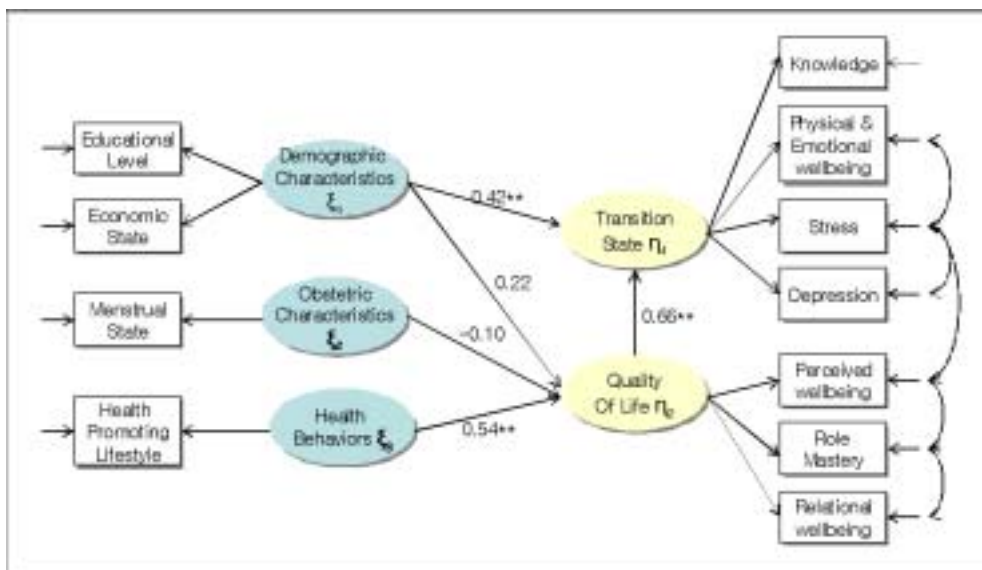 Educational
Level
Economic
State
Menstrual
State
Health
Promoting
Lifestyle
Demographic
Characteristics
ξ₁
Obstetric
Characteristics
ξ₂
Health
Behaviors ξ₃
0.42**
0.22
-0.10
0.54**
Transition
State η₁
0.66**
Quality
Of Life η₂
Knowledge
Physical &
Emotional
wellbeing
Stress
Depression
Perceived
wellbeing
Role
Mastery
Relational
wellbeing